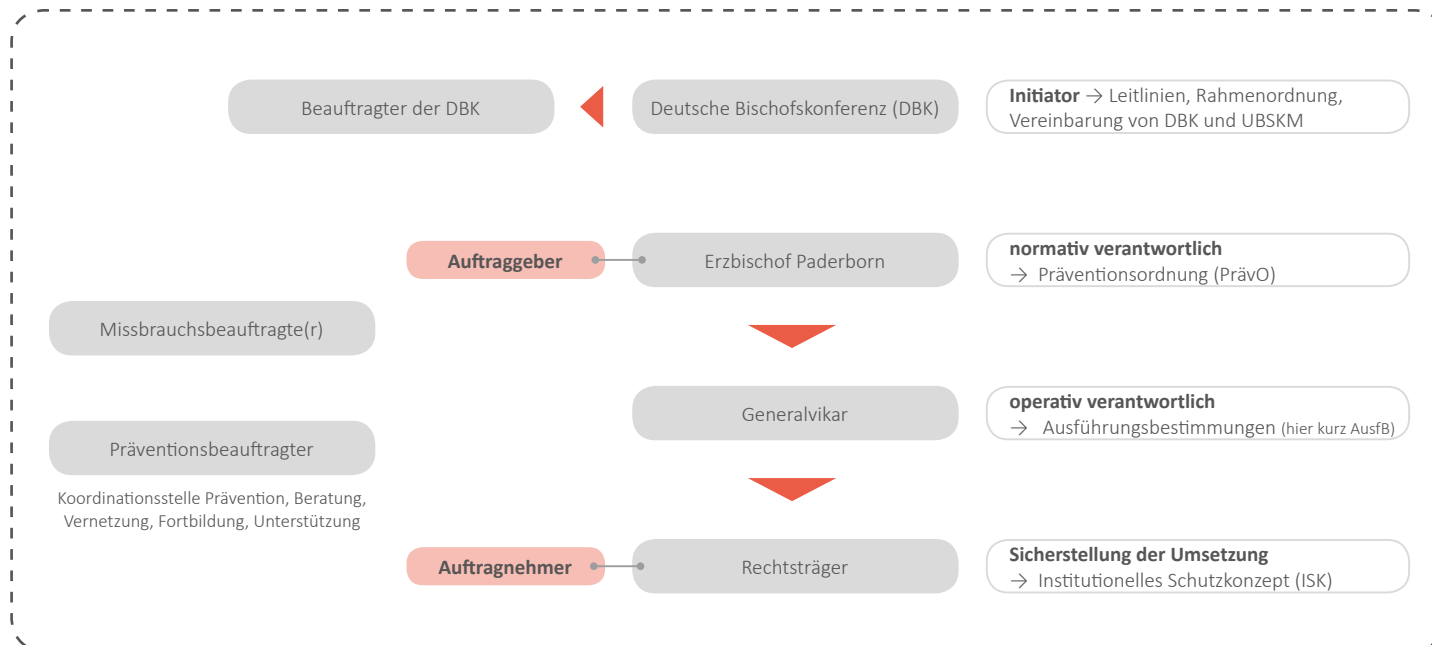 Beauftragter der DBK
Deutsche Bischofskonferenz (DBK)
Initiator → Leitlinien, Rahmenordnung,
Vereinbarung von DBK und UBSKM
Auftraggeber
Erzbischof Paderborn
normativ verantwortlich
→ Präventionsordnung (PrävO)
Missbrauchsbeauftragte(r)
Generalvikar
operativ verantwortlich
→ Ausführungsbestimmungen (hier kurz AusfB)
Präventionsbeauftragter
Koordinationsstelle Prävention, Beratung,
Vernetzung, Fortbildung, Unterstützung
Auftragnehmer
Rechtsträger
Sicherstellung der Umsetzung
→ Institutionelles Schutzkonzept (ISK)